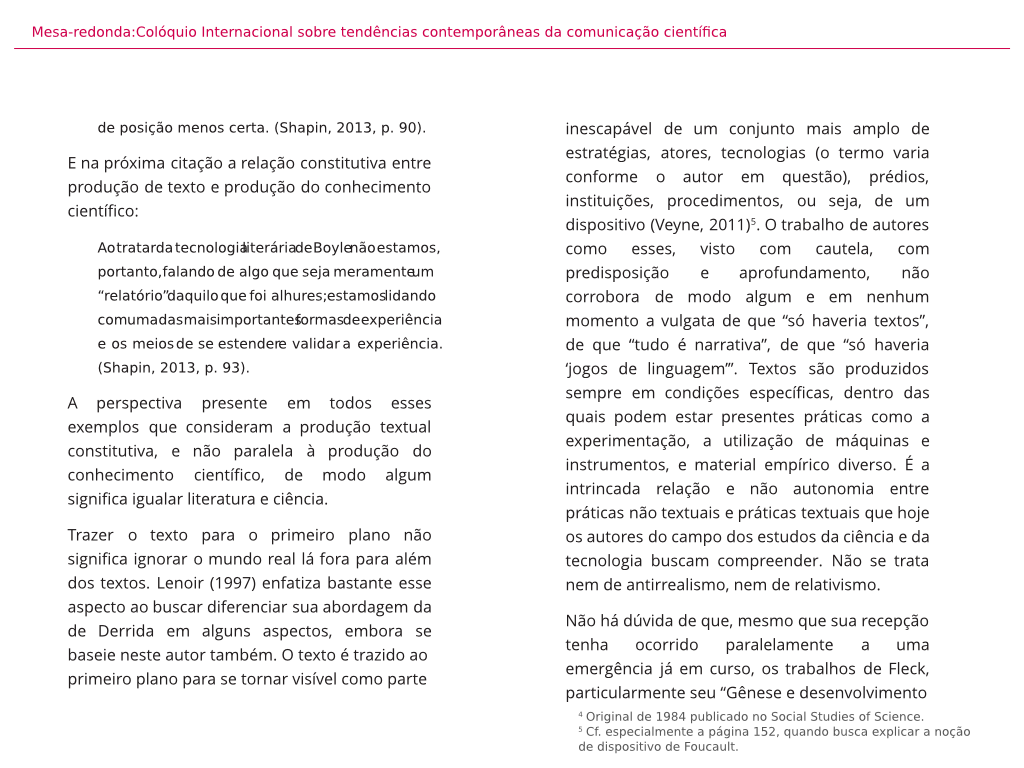 Mesa-redonda:Colóquio Internacional sobre tendências contemporâneas da comunicação científica
de posição menos certa. (Shapin, 2013, p. 90).
E na próxima citação a relação constitutiva entre
produção de texto e produção do conhecimento
científico:
Ao tratar da tecnologia literária de Boyle não estamos,
portanto, falando de algo que seja meramente um
“relatório” daquilo que foi alhures; estamos lidando
com uma das mais importantes formas de experiência
e os meios de se estender e validar a experiência.
(Shapin, 2013, p. 93).
A perspectiva presente em todos esses
exemplos que consideram a produção textual
constitutiva, e não paralela à produção do
conhecimento científico, de modo algum
significa igualar literatura e ciência.
Trazer o texto para o primeiro plano não
significa ignorar o mundo real lá fora para além
dos textos. Lenoir (1997) enfatiza bastante esse
aspecto ao buscar diferenciar sua abordagem da
de Derrida em alguns aspectos, embora se
baseie neste autor também. O texto é trazido ao
primeiro plano para se tornar visível como parte
inescapável de um conjunto mais amplo de
estratégias, atores, tecnologias (o termo varia
conforme o autor em questão), prédios,
instituições, procedimentos, ou seja, de um
dispositivo (Veyne, 2011)⁵. O trabalho de autores
como esses, visto com cautela, com
predisposição e aprofundamento, não
corrobora de modo algum e em nenhum
momento a vulgata de que “só haveria textos”,
de que “tudo é narrativa”, de que “só haveria
‘jogos de linguagem’”. Textos são produzidos
sempre em condições específicas, dentro das
quais podem estar presentes práticas como a
experimentação, a utilização de máquinas e
instrumentos, e material empírico diverso. É a
intrincada relação e não autonomia entre
práticas não textuais e práticas textuais que hoje
os autores do campo dos estudos da ciência e da
tecnologia buscam compreender. Não se trata
nem de antirrealismo, nem de relativismo.
Não há dúvida de que, mesmo que sua recepção
tenha ocorrido paralelamente a uma
emergência já em curso, os trabalhos de Fleck,
particularmente seu “Gênese e desenvolvimento
⁴ Original de 1984 publicado no Social Studies of Science.
⁵ Cf. especialmente a página 152, quando busca explicar a noção
de dispositivo de Foucault.